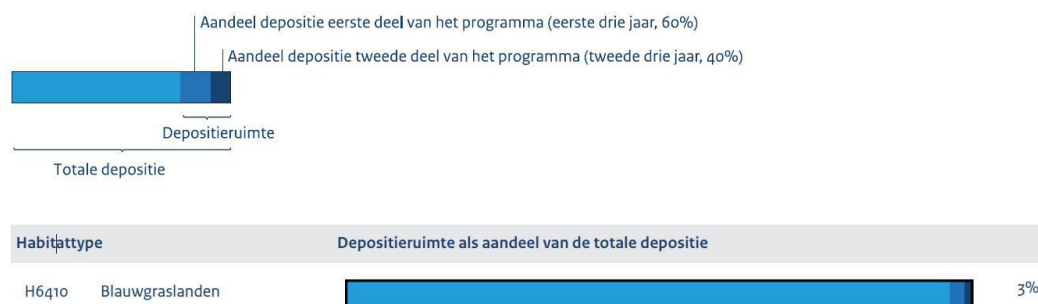 Aandeel depositie eerste deel van het programma (eerste drie jaar, 60%)
Aandeel depositie tweede deel van het programma (tweede drie jaar, 40%)
Depositieruimte
Totale depositie
Habitattype Depositieruimte als aandeel van de totale depositie
H6410 Blauwgraslanden 3%